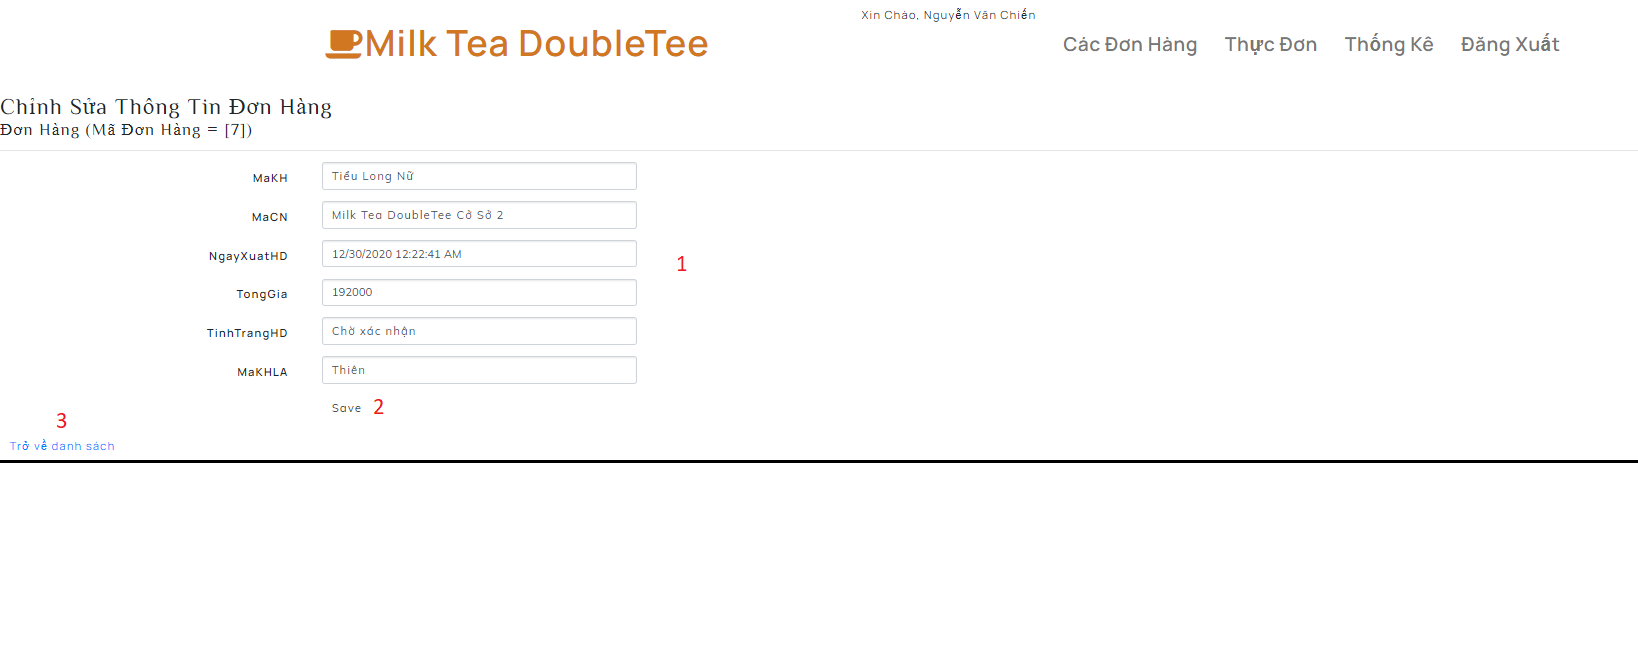 Xin Chào, Nguyễn Văn Chiến
Milk Tea DoubleTee
Các Đơn Hàng Thực Đơn Thống Kê Đăng Xuất
Chỉnh Sửa Thông Tin Đơn Hàng
Đơn Hàng (Mã Đơn Hàng = [7])
MaKH Tiểu Long Nữ
MaCN Milk Tea DoubleTee Cở Sở 2
NgayXuatHD 12/30/2020 12:22:41 AM
1
TongGia 192000
TinhTrangHD Chờ xác nhận
MaKHLA Thiên
Save 2
3
Trở về danh sách